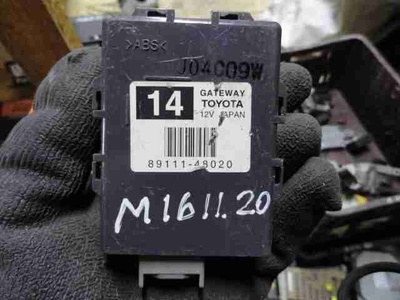 >ABS<
J04C09W
14
GATEWAY
TOYOTA
12V JAPAN
89111-48020
M1611.20